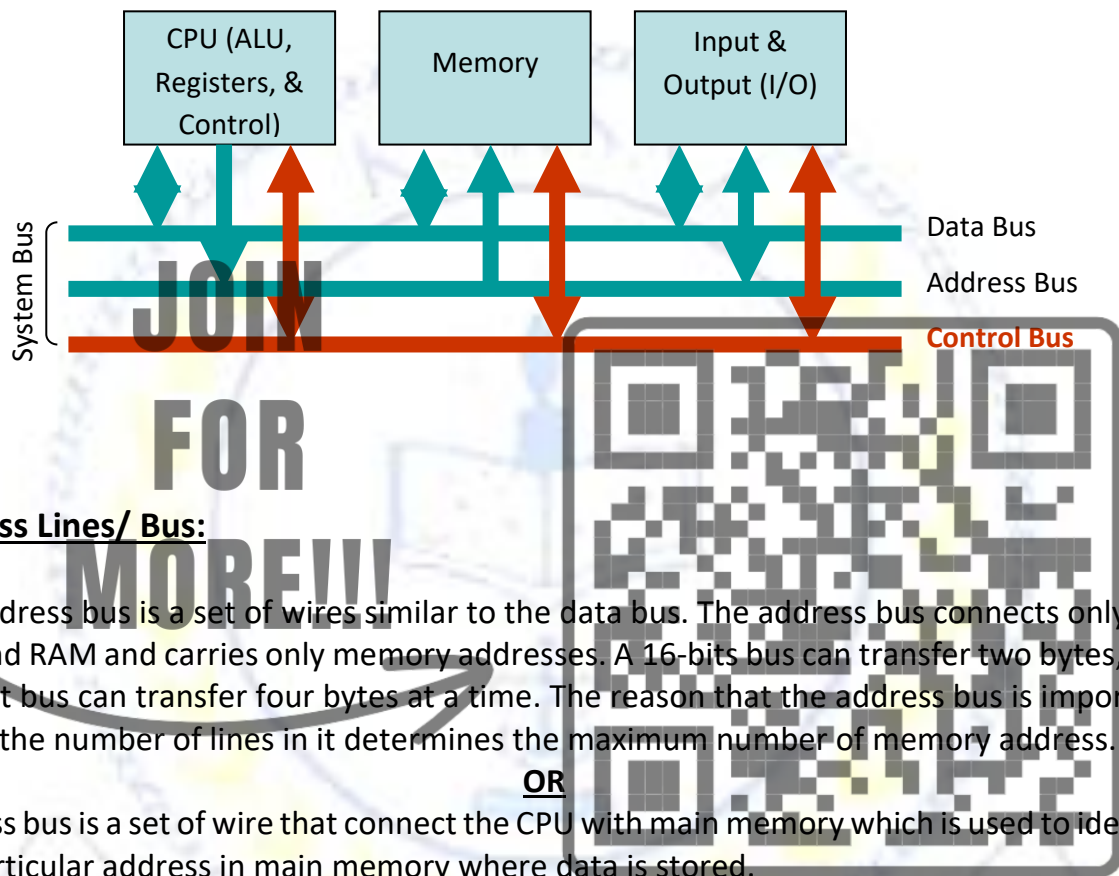 CPU (ALU,
Registers, &
Control)
Memory
Input &
Output (I/O)
System Bus
Data Bus
Address Bus
Control Bus
JOIN
FOR
MORE!!!
ss Lines/ Bus:
dress bus is a set of wires similar to the data bus. The address bus connects only
nd RAM and carries only memory addresses. A 16-bits bus can transfer two bytes,
t bus can transfer four bytes at a time. The reason that the address bus is impor
the number of lines in it determines the maximum number of memory address.
OR
ss bus is a set of wire that connect the CPU with main memory which is used to ide
rticular address in main memory where data is stored.